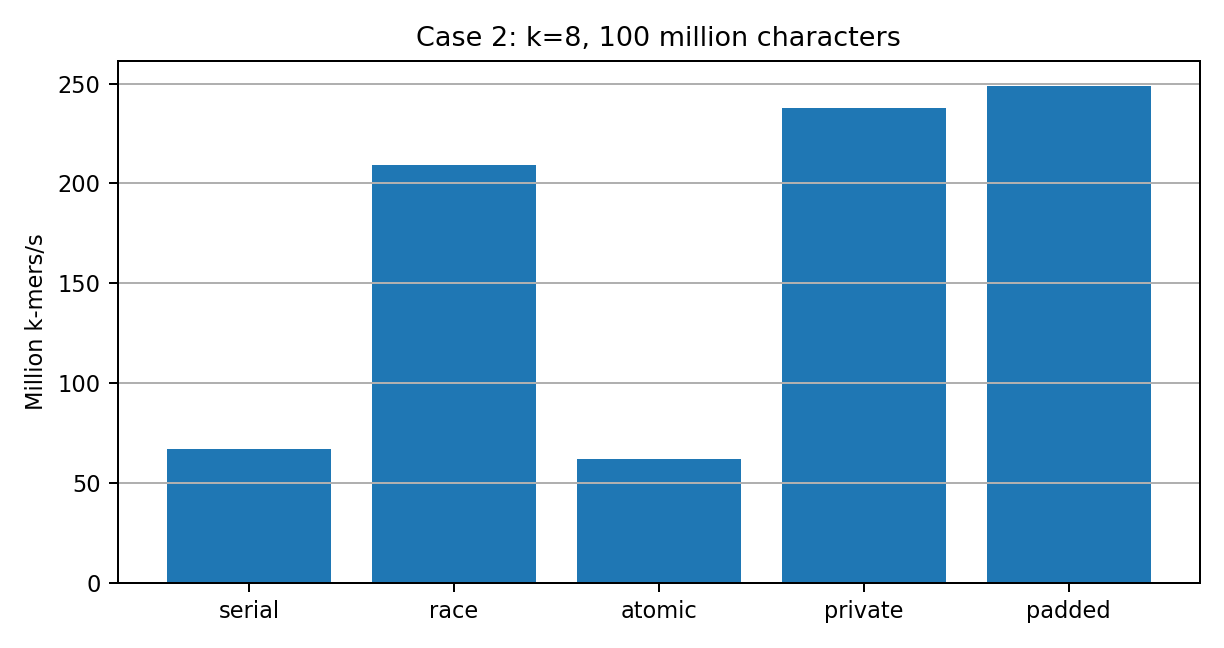 Case 2: k=8, 100 million characters
Million k-mers/s
250
200
150
100
50
0
serial race atomic private padded